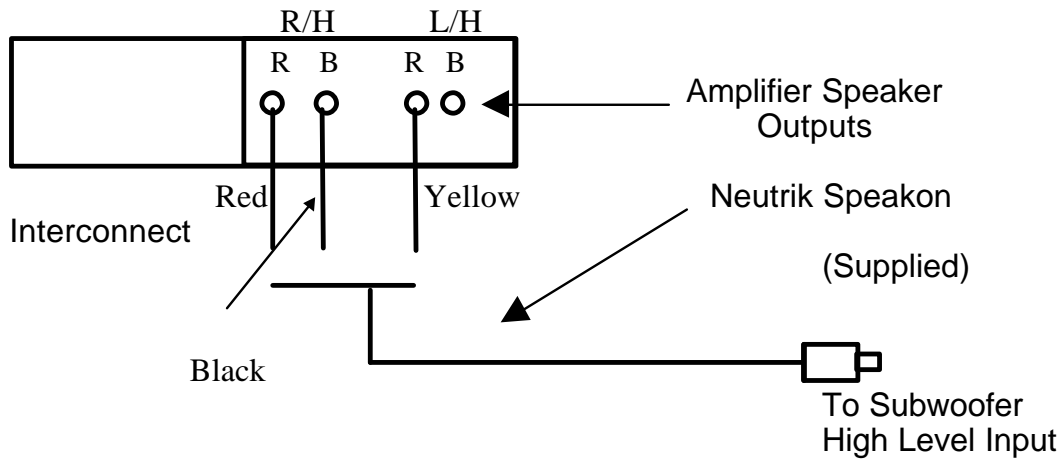 R/H L/H
R B R B
Amplifier Speaker
Outputs
Red Yellow
Neutrik Speakon
Interconnect
(Supplied)
Black
To Subwoofer
High Level Input